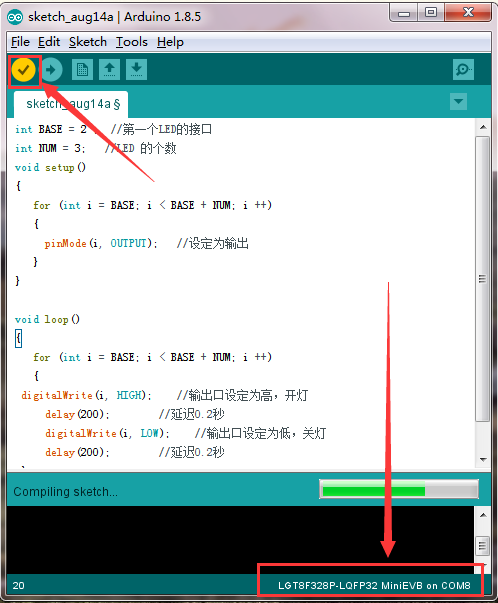 sketch_aug14a | Arduino 1.8.5
File Edit Sketch Tools Help
sketch_aug14a §
int BASE = 2 //第一个LED的接口
int NUM = 3; //LED 的个数
void setup()
{
for (int i = BASE; i < BASE + NUM; i ++)
{
pinMode(i, OUTPUT); //设定为输出
}
}
void loop()
{
for (int i = BASE; i < BASE + NUM; i ++)
{
digitalWrite(i, HIGH); //输出口设定为高，开灯
delay(200); //延迟0.2秒
digitalWrite(i, LOW); //输出口设定为低，关灯
delay(200); //延迟0.2秒
}
Compiling sketch...
20 LGT8F328P-LQFP32 MiniEVB on COM8